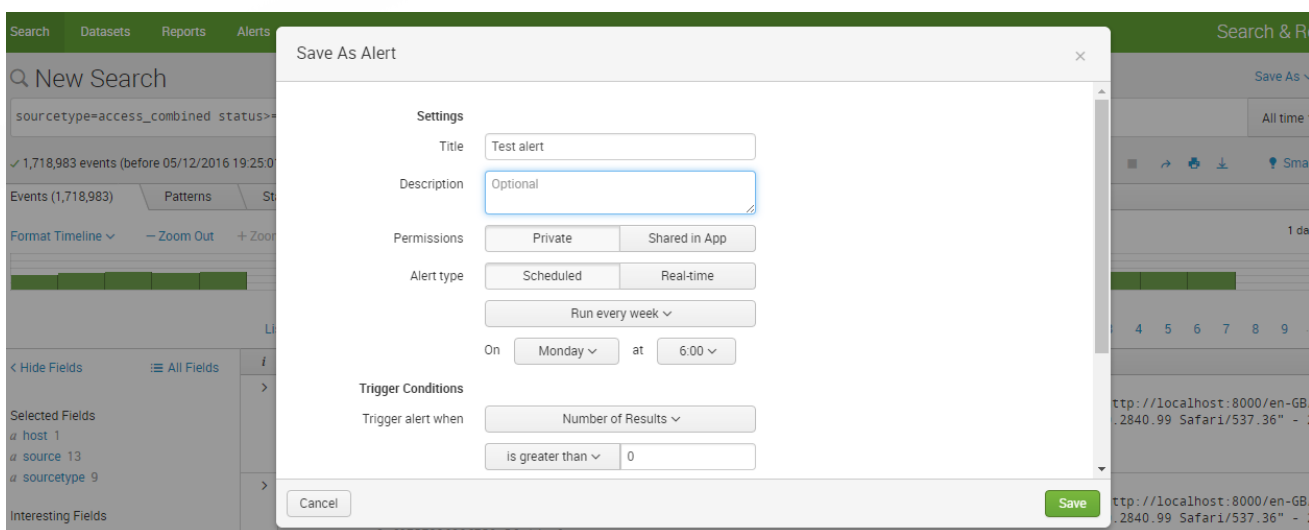 Search Datasets Reports Alerts Search & R
New Search
Save As
sourcetype=access_combined status>=
All time
1,718,983 events (before 05/12/2016 19:25:0
Sma
Events (1,718,983) Patterns St
Format Timeline — Zoom Out + Zoo
1 da
Li
4 5 6 7 8 9
< Hide Fields All Fields i
Selected Fields
a host 1
a source 13
a sourcetype 9
Interesting Fields
ttp://localhost:8000/en-GB
.2840.99 Safari/537.36" -
ttp://localhost:8000/en-GB
.2840.99 Safari/537.36" -
Save As Alert ×
Settings
Title Test alert
Description Optional
Permissions Private Shared in App
Alert type Scheduled Real-time
Run every week
On Monday at 6:00
Trigger Conditions
Trigger alert when Number of Results
is greater than 0
Cancel Save